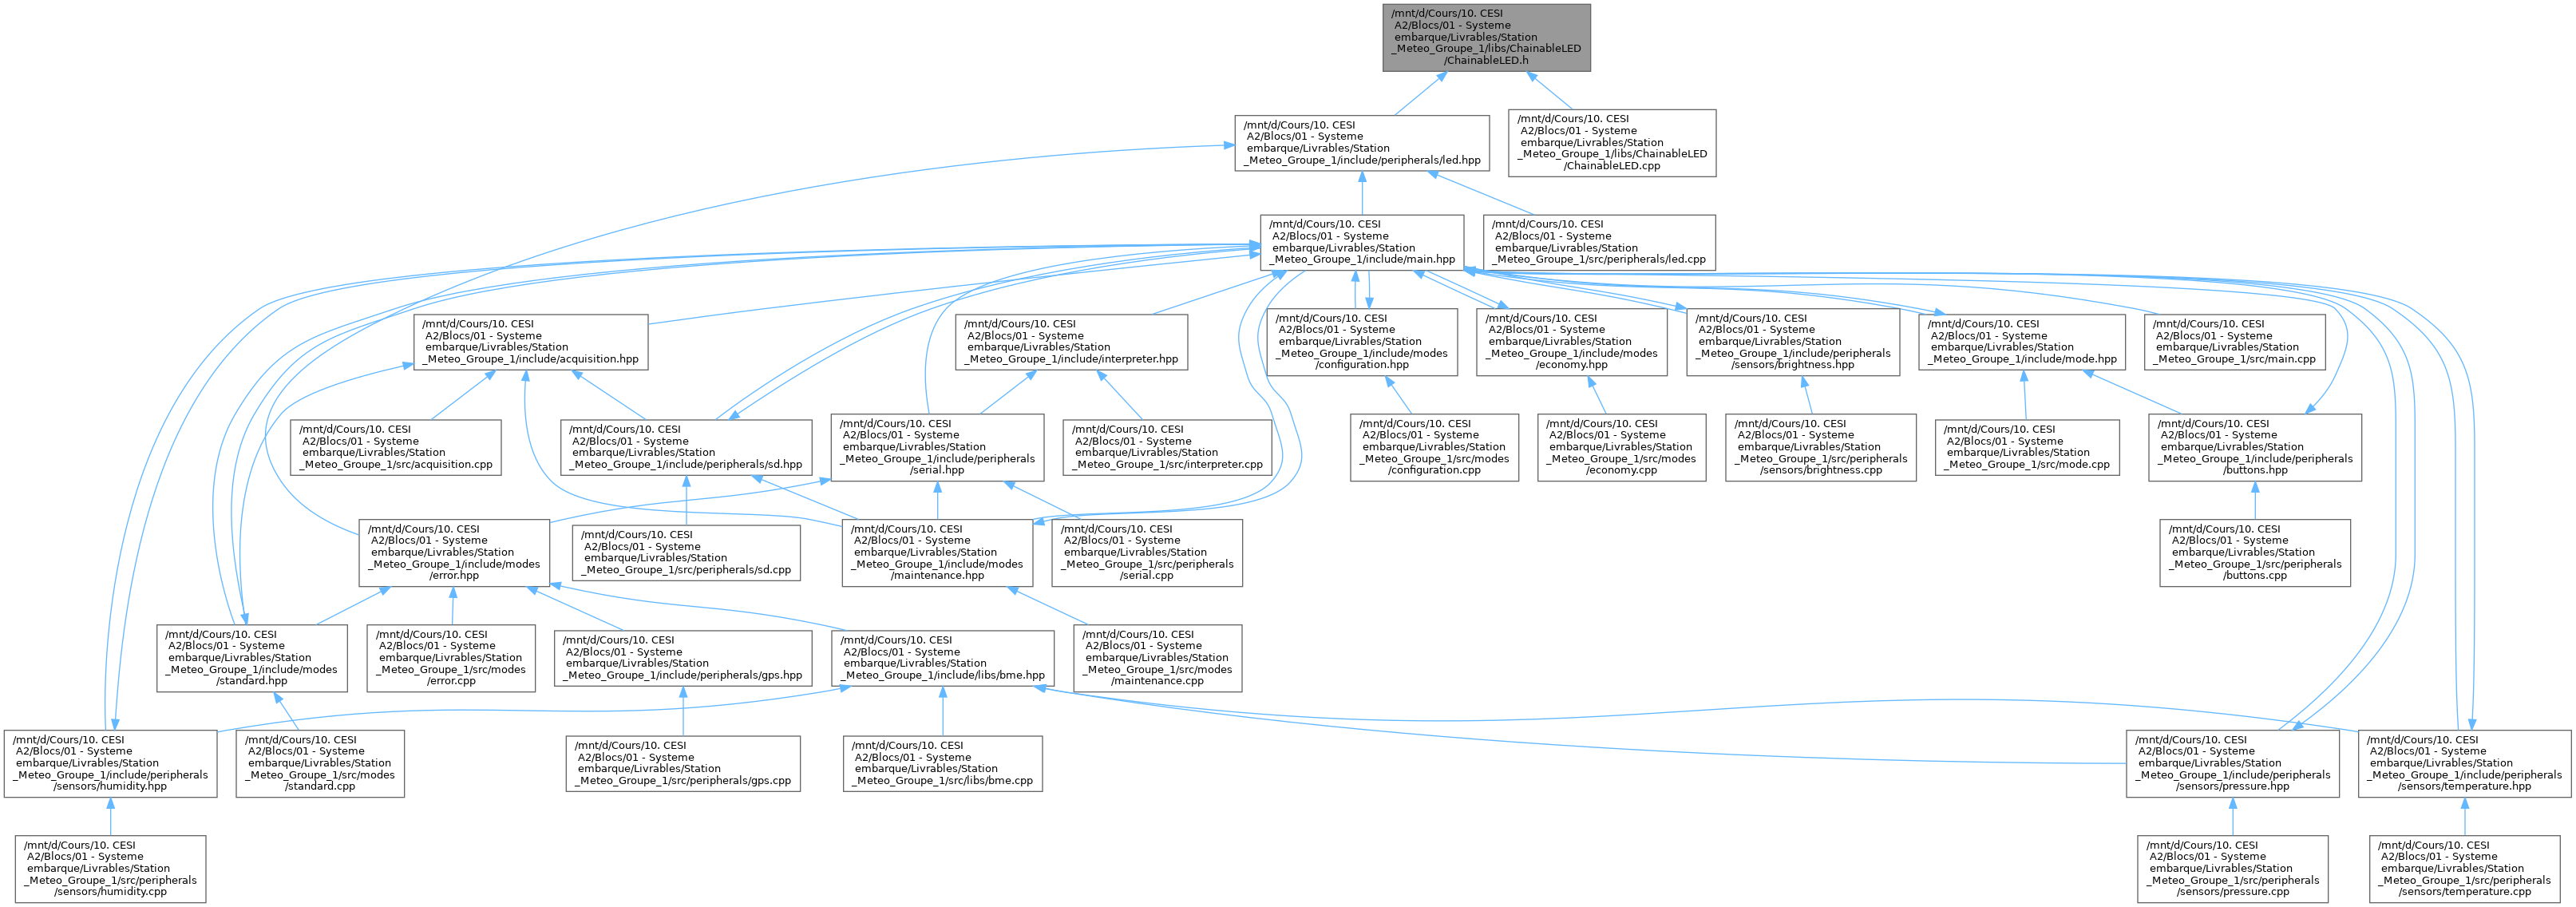 /mnt/d/Cours/10. CESI
A2/Blocs/01 - Systeme
embarque/Livrables/Station
_Meteo_Groupe_1/libs/ChainableLED
/ChainableLED.h
/mnt/d/Cours/10. CESI
A2/Blocs/01 - Systeme
embarque/Livrables/Station
_Meteo_Groupe_1/include/peripherals/led.hpp
/mnt/d/Cours/10. CESI
A2/Blocs/01 - Systeme
embarque/Livrables/Station
_Meteo_Groupe_1/libs/ChainableLED
/ChainableLED.cpp
/mnt/d/Cours/10. CESI
A2/Blocs/01 - Systeme
embarque/Livrables/Station
_Meteo_Groupe_1/include/main.hpp
/mnt/d/Cours/10. CESI
A2/Blocs/01 - Systeme
embarque/Livrables/Station
_Meteo_Groupe_1/src/peripherals/led.cpp
/mnt/d/Cours/10. CESI
A2/Blocs/01 - Systeme
embarque/Livrables/Station
_Meteo_Groupe_1/include/acquisition.hpp
/mnt/d/Cours/10. CESI
A2/Blocs/01 - Systeme
embarque/Livrables/Station
_Meteo_Groupe_1/include/interpreter.hpp
/mnt/d/Cours/10. CESI
A2/Blocs/01 - Systeme
embarque/Livrables/Station
_Meteo_Groupe_1/include/modes
/configuration.hpp
/mnt/d/Cours/10. CESI
A2/Blocs/01 - Systeme
embarque/Livrables/Station
_Meteo_Groupe_1/include/modes
/economy.hpp
/mnt/d/Cours/10. CESI
A2/Blocs/01 - Systeme
embarque/Livrables/Station
_Meteo_Groupe_1/include/peripherals
/sensors/brightness.hpp
/mnt/d/Cours/10. CESI
A2/Blocs/01 - Systeme
embarque/Livrables/Station
_Meteo_Groupe_1/include/mode.hpp
/mnt/d/Cours/10. CESI
A2/Blocs/01 - Systeme
embarque/Livrables/Station
_Meteo_Groupe_1/src/main.cpp
/mnt/d/Cours/10. CESI
A2/Blocs/01 - Systeme
embarque/Livrables/Station
_Meteo_Groupe_1/src/acquisition.cpp
/mnt/d/Cours/10. CESI
A2/Blocs/01 - Systeme
embarque/Livrables/Station
_Meteo_Groupe_1/include/peripherals/sd.hpp
/mnt/d/Cours/10. CESI
A2/Blocs/01 - Systeme
embarque/Livrables/Station
_Meteo_Groupe_1/include/peripherals
/serial.hpp
/mnt/d/Cours/10. CESI
A2/Blocs/01 - Systeme
embarque/Livrables/Station
_Meteo_Groupe_1/src/interpreter.cpp
/mnt/d/Cours/10. CESI
A2/Blocs/01 - Systeme
embarque/Livrables/Station
_Meteo_Groupe_1/src/modes
/configuration.cpp
/mnt/d/Cours/10. CESI
A2/Blocs/01 - Systeme
embarque/Livrables/Station
_Meteo_Groupe_1/src/modes
/economy.cpp
/mnt/d/Cours/10. CESI
A2/Blocs/01 - Systeme
embarque/Livrables/Station
_Meteo_Groupe_1/src/peripherals
/sensors/brightness.cpp
/mnt/d/Cours/10. CESI
A2/Blocs/01 - Systeme
embarque/Livrables/Station
_Meteo_Groupe_1/src/mode.cpp
/mnt/d/Cours/10. CESI
A2/Blocs/01 - Systeme
embarque/Livrables/Station
_Meteo_Groupe_1/include/peripherals
/buttons.hpp
/mnt/d/Cours/10. CESI
A2/Blocs/01 - Systeme
embarque/Livrables/Station
_Meteo_Groupe_1/include/modes
/error.hpp
/mnt/d/Cours/10. CESI
A2/Blocs/01 - Systeme
embarque/Livrables/Station
_Meteo_Groupe_1/src/peripherals/sd.cpp
/mnt/d/Cours/10. CESI
A2/Blocs/01 - Systeme
embarque/Livrables/Station
_Meteo_Groupe_1/include/modes
/maintenance.hpp
/mnt/d/Cours/10. CESI
A2/Blocs/01 - Systeme
embarque/Livrables/Station
_Meteo_Groupe_1/src/peripherals
/serial.cpp
/mnt/d/Cours/10. CESI
A2/Blocs/01 - Systeme
embarque/Livrables/Station
_Meteo_Groupe_1/src/peripherals
/buttons.cpp
/mnt/d/Cours/10. CESI
A2/Blocs/01 - Systeme
embarque/Livrables/Station
_Meteo_Groupe_1/include/modes
/standard.hpp
/mnt/d/Cours/10. CESI
A2/Blocs/01 - Systeme
embarque/Livrables/Station
_Meteo_Groupe_1/src/modes
/error.cpp
/mnt/d/Cours/10. CESI
A2/Blocs/01 - Systeme
embarque/Livrables/Station
_Meteo_Groupe_1/include/peripherals/gps.hpp
/mnt/d/Cours/10. CESI
A2/Blocs/01 - Systeme
embarque/Livrables/Station
_Meteo_Groupe_1/include/libs/bme.hpp
/mnt/d/Cours/10. CESI
A2/Blocs/01 - Systeme
embarque/Livrables/Station
_Meteo_Groupe_1/src/modes
/maintenance.cpp
/mnt/d/Cours/10. CESI
A2/Blocs/01 - Systeme
embarque/Livrables/Station
_Meteo_Groupe_1/include/peripherals
/sensors/humidity.hpp
/mnt/d/Cours/10. CESI
A2/Blocs/01 - Systeme
embarque/Livrables/Station
_Meteo_Groupe_1/src/modes
/standard.cpp
/mnt/d/Cours/10. CESI
A2/Blocs/01 - Systeme
embarque/Livrables/Station
_Meteo_Groupe_1/src/peripherals/gps.cpp
/mnt/d/Cours/10. CESI
A2/Blocs/01 - Systeme
embarque/Livrables/Station
_Meteo_Groupe_1/src/libs/bme.cpp
/mnt/d/Cours/10. CESI
A2/Blocs/01 - Systeme
embarque/Livrables/Station
_Meteo_Groupe_1/include/peripherals
/sensors/pressure.hpp
/mnt/d/Cours/10. CESI
A2/Blocs/01 - Systeme
embarque/Livrables/Station
_Meteo_Groupe_1/include/peripherals
/sensors/temperature.hpp
/mnt/d/Cours/10. CESI
A2/Blocs/01 - Systeme
embarque/Livrables/Station
_Meteo_Groupe_1/src/peripherals
/sensors/humidity.cpp
/mnt/d/Cours/10. CESI
A2/Blocs/01 - Systeme
embarque/Livrables/Station
_Meteo_Groupe_1/src/peripherals
/sensors/pressure.cpp
/mnt/d/Cours/10. CESI
A2/Blocs/01 - Systeme
embarque/Livrables/Station
_Meteo_Groupe_1/src/peripherals
/sensors/temperature.cpp